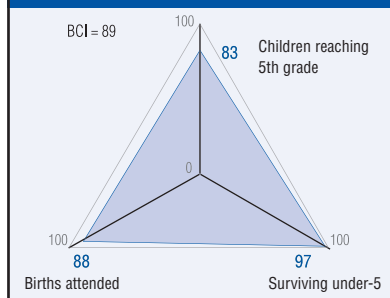 100
BCI = 89
83
Children reaching
5th grade
0
100
100
88
97
Births attended
Surviving under-5